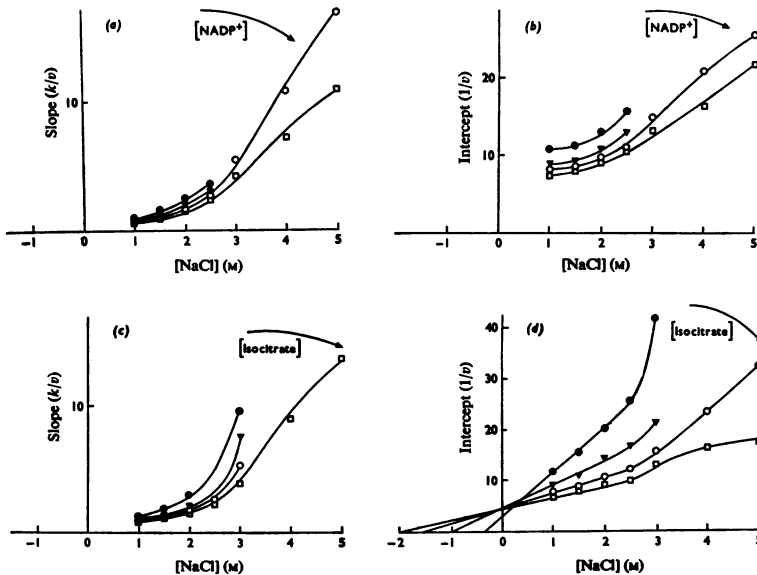 (a)
[NADP⁺]
Slope (k/v)
10
−1 0 1 2 3 4 5
[NaCl] (M)
(b)
[NADP⁺]
Intercept (1/v)
20
10
−1 0 1 2 3 4 5
[NaCl] (M)
(c)
[Isocitrate]
Slope (k/v)
10
−1 0 1 2 3 4 5
[NaCl] (M)
(d)
[Isocitrate]
Intercept (1/v)
40
30
20
10
−2 −1 0 1 2 3 4 5
[NaCl] (M)